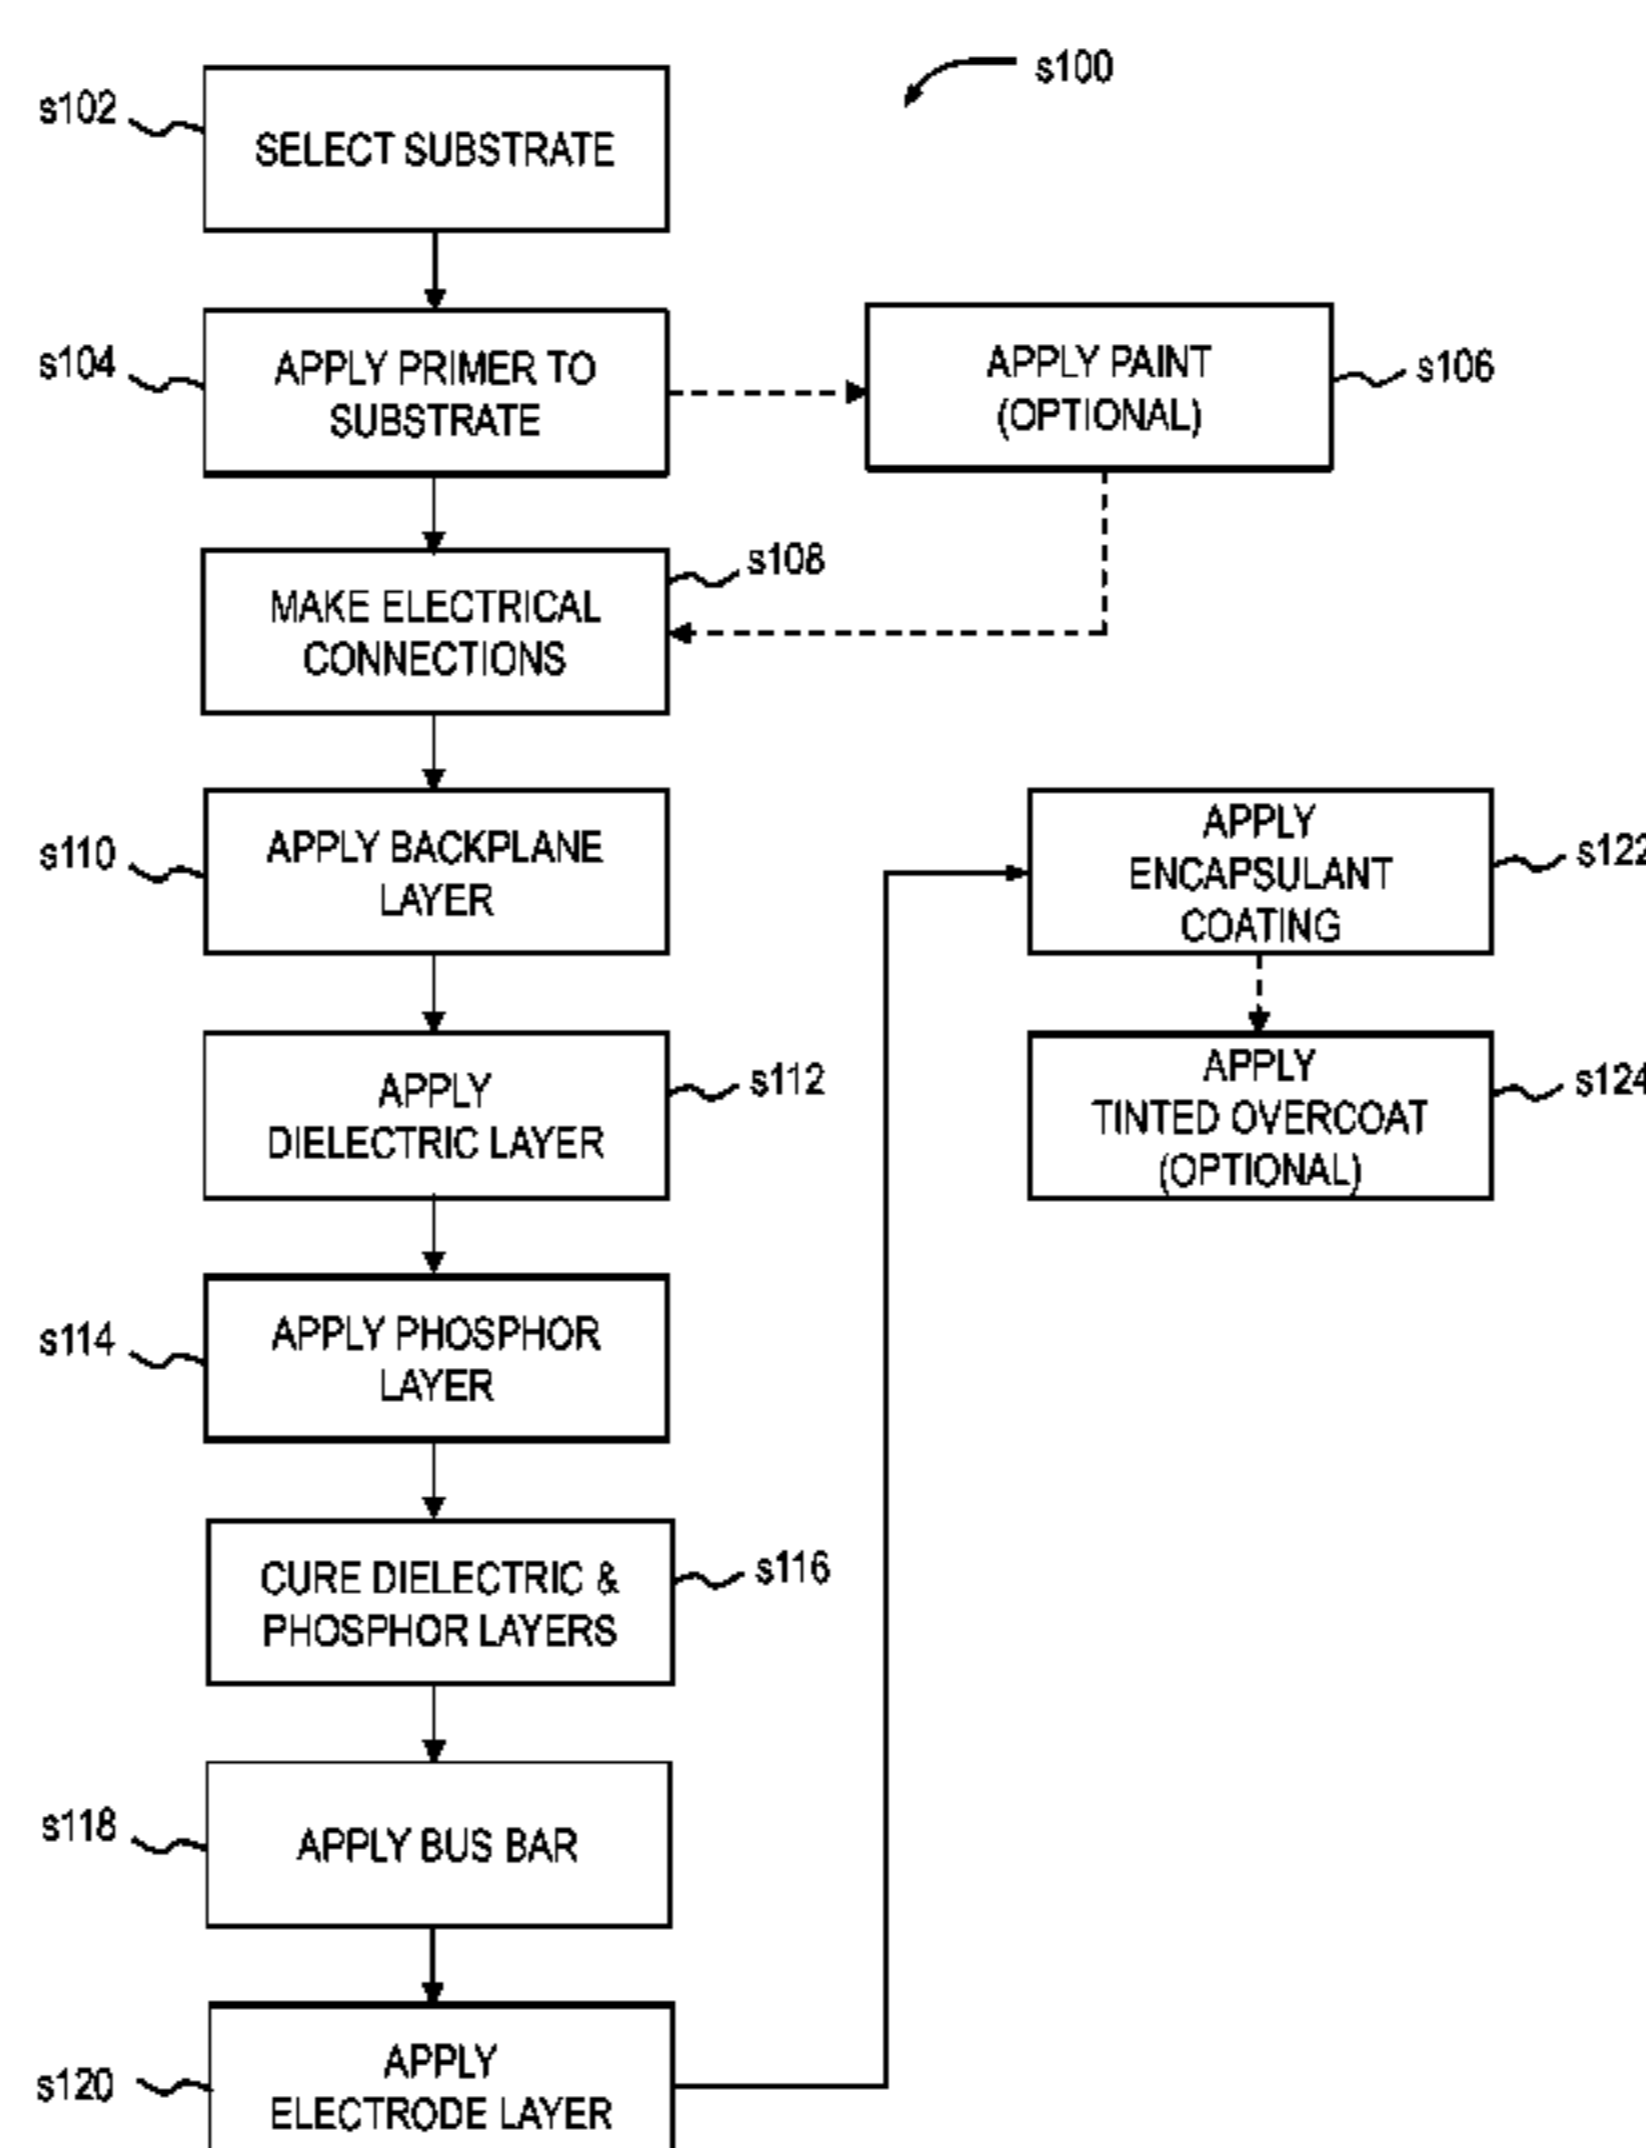 s100
s102
SELECT SUBSTRATE
s104
APPLY PRIMER TO
SUBSTRATE
APPLY PAINT
(OPTIONAL)
s106
s108
MAKE ELECTRICAL
CONNECTIONS
s110
APPLY BACKPLANE
LAYER
s112
APPLY
DIELECTRIC LAYER
s114
APPLY PHOSPHOR
LAYER
s116
CURE DIELECTRIC &
PHOSPHOR LAYERS
s118
APPLY BUS BAR
s120
APPLY
ELECTRODE LAYER
APPLY
ENCAPSULANT
COATING
s122
APPLY
TINTED OVERCOAT
(OPTIONAL)
s124